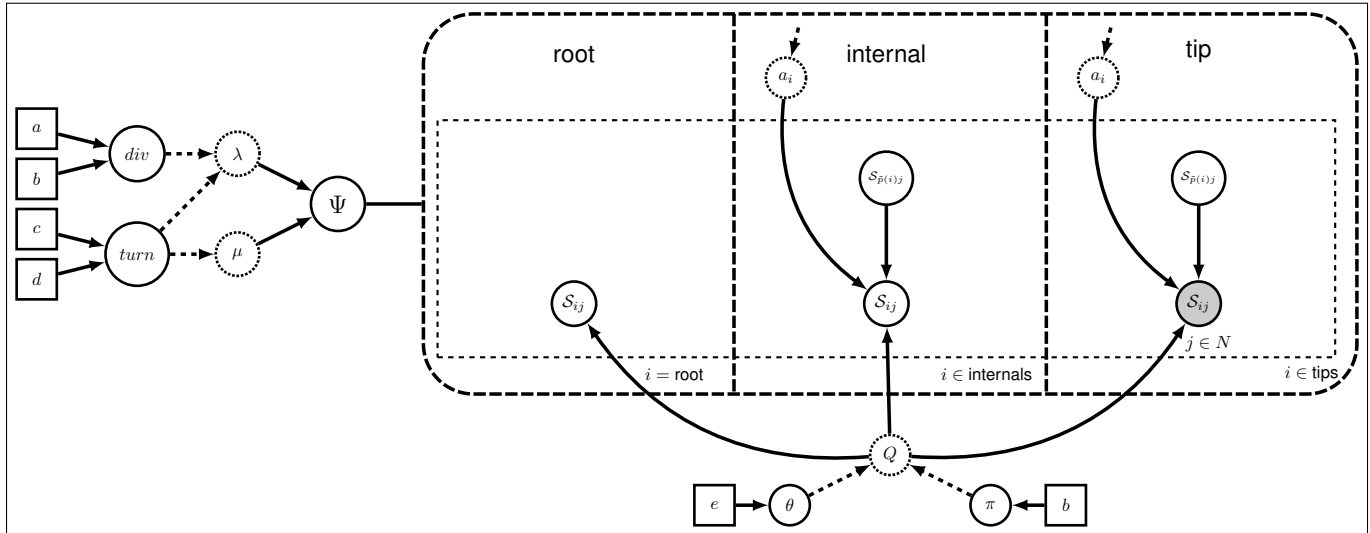 root
internal
tip
a_i
a_i
a
b
div
λ
S_{p̃(i)j}
S_{p̃(i)j}
Ψ
c
d
turn
μ
S_{ij}
S_{ij}
S_{ij}
j ∈ N
i = root
i ∈ internals
i ∈ tips
Q
e
θ
π
b